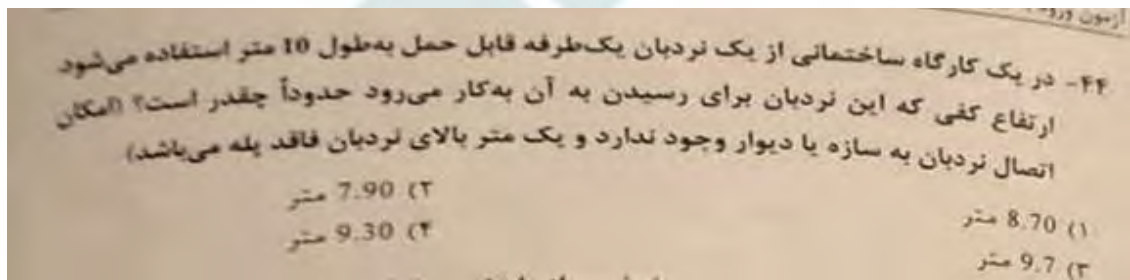 آزمون
۴۴- در یک کارگاه ساختمانی از یک نردبان یک‌طرفه قابل حمل به‌طول 10 متر استفاده می‌شود.
ارتفاع کفی که این نردبان برای رسیدن به آن به‌کار می‌رود حدوداً چقدر است؟ (امکان
اتصال نردبان به سازه یا دیوار وجود ندارد و یک متر بالای نردبان فاقد پله می‌باشد)
۱) 8.70 متر
۲) 7.90 متر
۳) 9.7 متر
۴) 9.30 متر